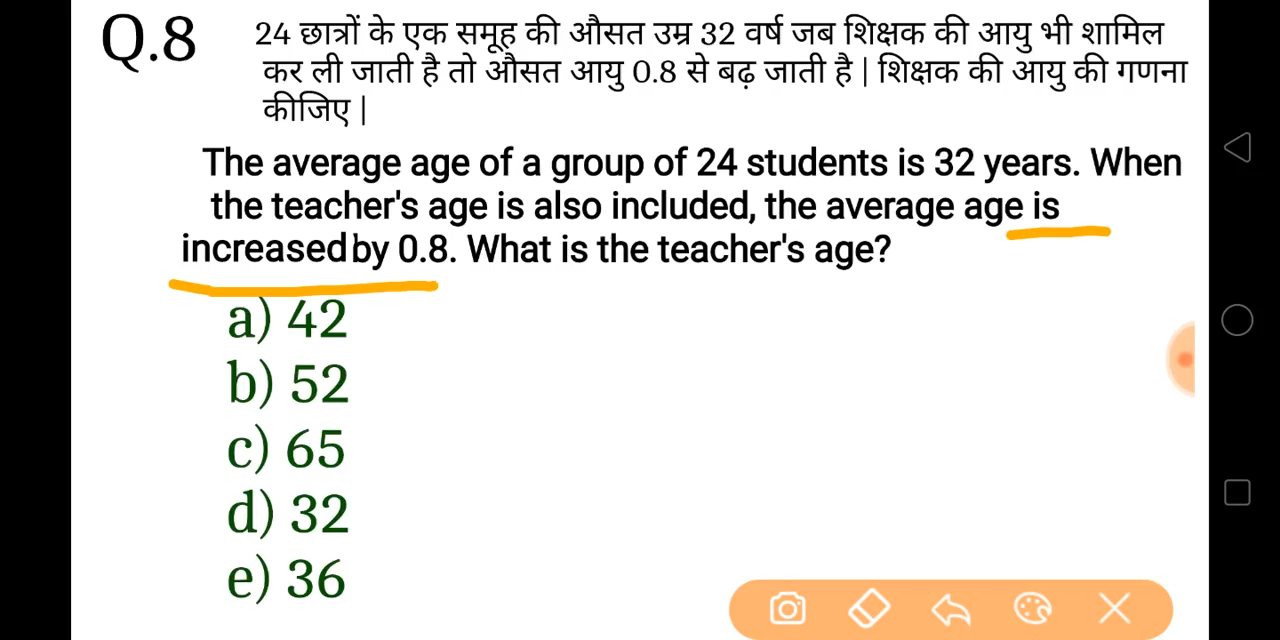 Q.8
24 छात्रों के एक समूह की औसत उम्र 32 वर्ष जब शिक्षक की आयु भी शामिल
कर ली जाती है तो औसत आयु 0.8 से बढ़ जाती है | शिक्षक की आयु की गणना
कीजिए |
The average age of a group of 24 students is 32 years. When
the teacher's age is also included, the average age is
increased by 0.8. What is the teacher's age?
a) 42
b) 52
c) 65
d) 32
e) 36